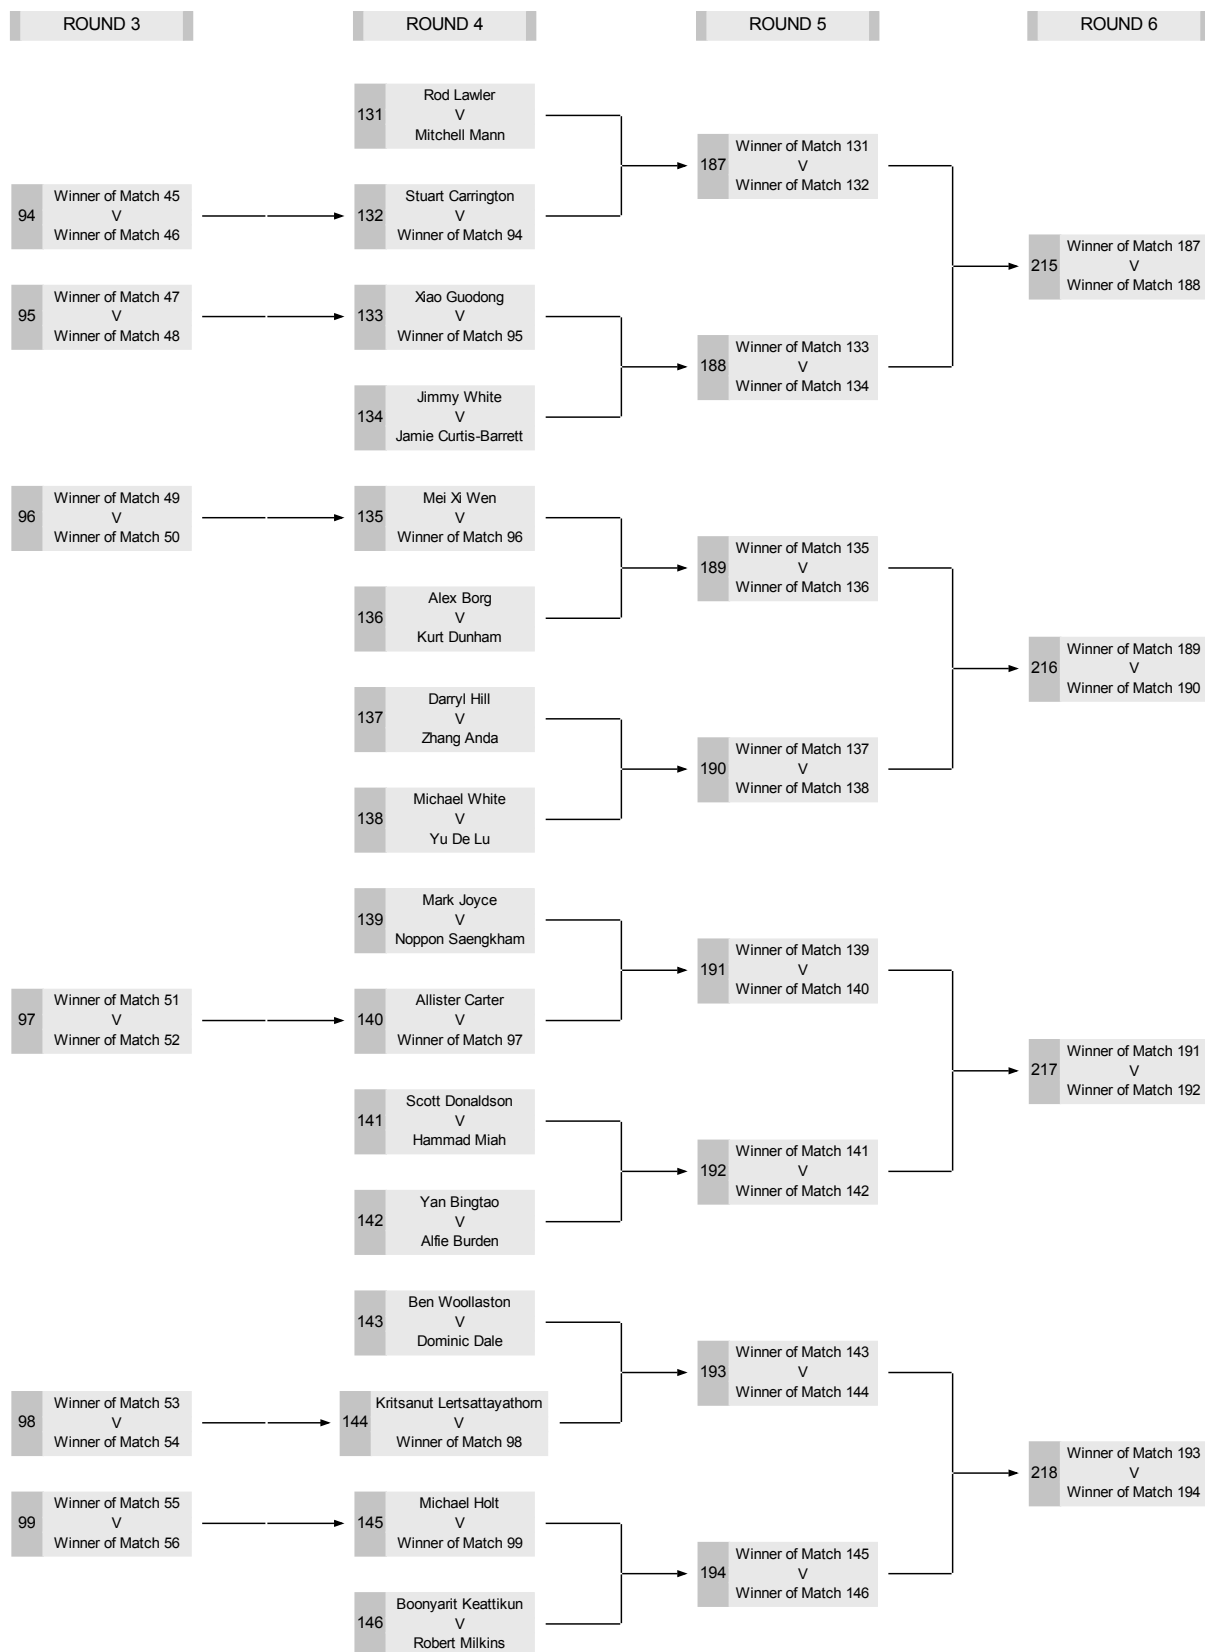 ROUND 3
ROUND 4
ROUND 5
ROUND 6
94
Winner of Match 45
V
Winner of Match 46
95
Winner of Match 47
V
Winner of Match 48
96
Winner of Match 49
V
Winner of Match 50
97
Winner of Match 51
V
Winner of Match 52
98
Winner of Match 53
V
Winner of Match 54
99
Winner of Match 55
V
Winner of Match 56
131
Rod Lawler
V
Mitchell Mann
132
Stuart Carrington
V
Winner of Match 94
133
Xiao Guodong
V
Winner of Match 95
134
Jimmy White
V
Jamie Curtis-Barrett
135
Mei Xi Wen
V
Winner of Match 96
136
Alex Borg
V
Kurt Dunham
137
Darryl Hill
V
Zhang Anda
138
Michael White
V
Yu De Lu
139
Mark Joyce
V
Noppon Saengkham
140
Allister Carter
V
Winner of Match 97
141
Scott Donaldson
V
Hammad Miah
142
Yan Bingtao
V
Alfie Burden
143
Ben Woollaston
V
Dominic Dale
144
Kritsanut Lertsattayathorn
V
Winner of Match 98
145
Michael Holt
V
Winner of Match 99
146
Boonyarit Keattikun
V
Robert Milkins
187
Winner of Match 131
V
Winner of Match 132
188
Winner of Match 133
V
Winner of Match 134
189
Winner of Match 135
V
Winner of Match 136
190
Winner of Match 137
V
Winner of Match 138
191
Winner of Match 139
V
Winner of Match 140
192
Winner of Match 141
V
Winner of Match 142
193
Winner of Match 143
V
Winner of Match 144
194
Winner of Match 145
V
Winner of Match 146
215
Winner of Match 187
V
Winner of Match 188
216
Winner of Match 189
V
Winner of Match 190
217
Winner of Match 191
V
Winner of Match 192
218
Winner of Match 193
V
Winner of Match 194